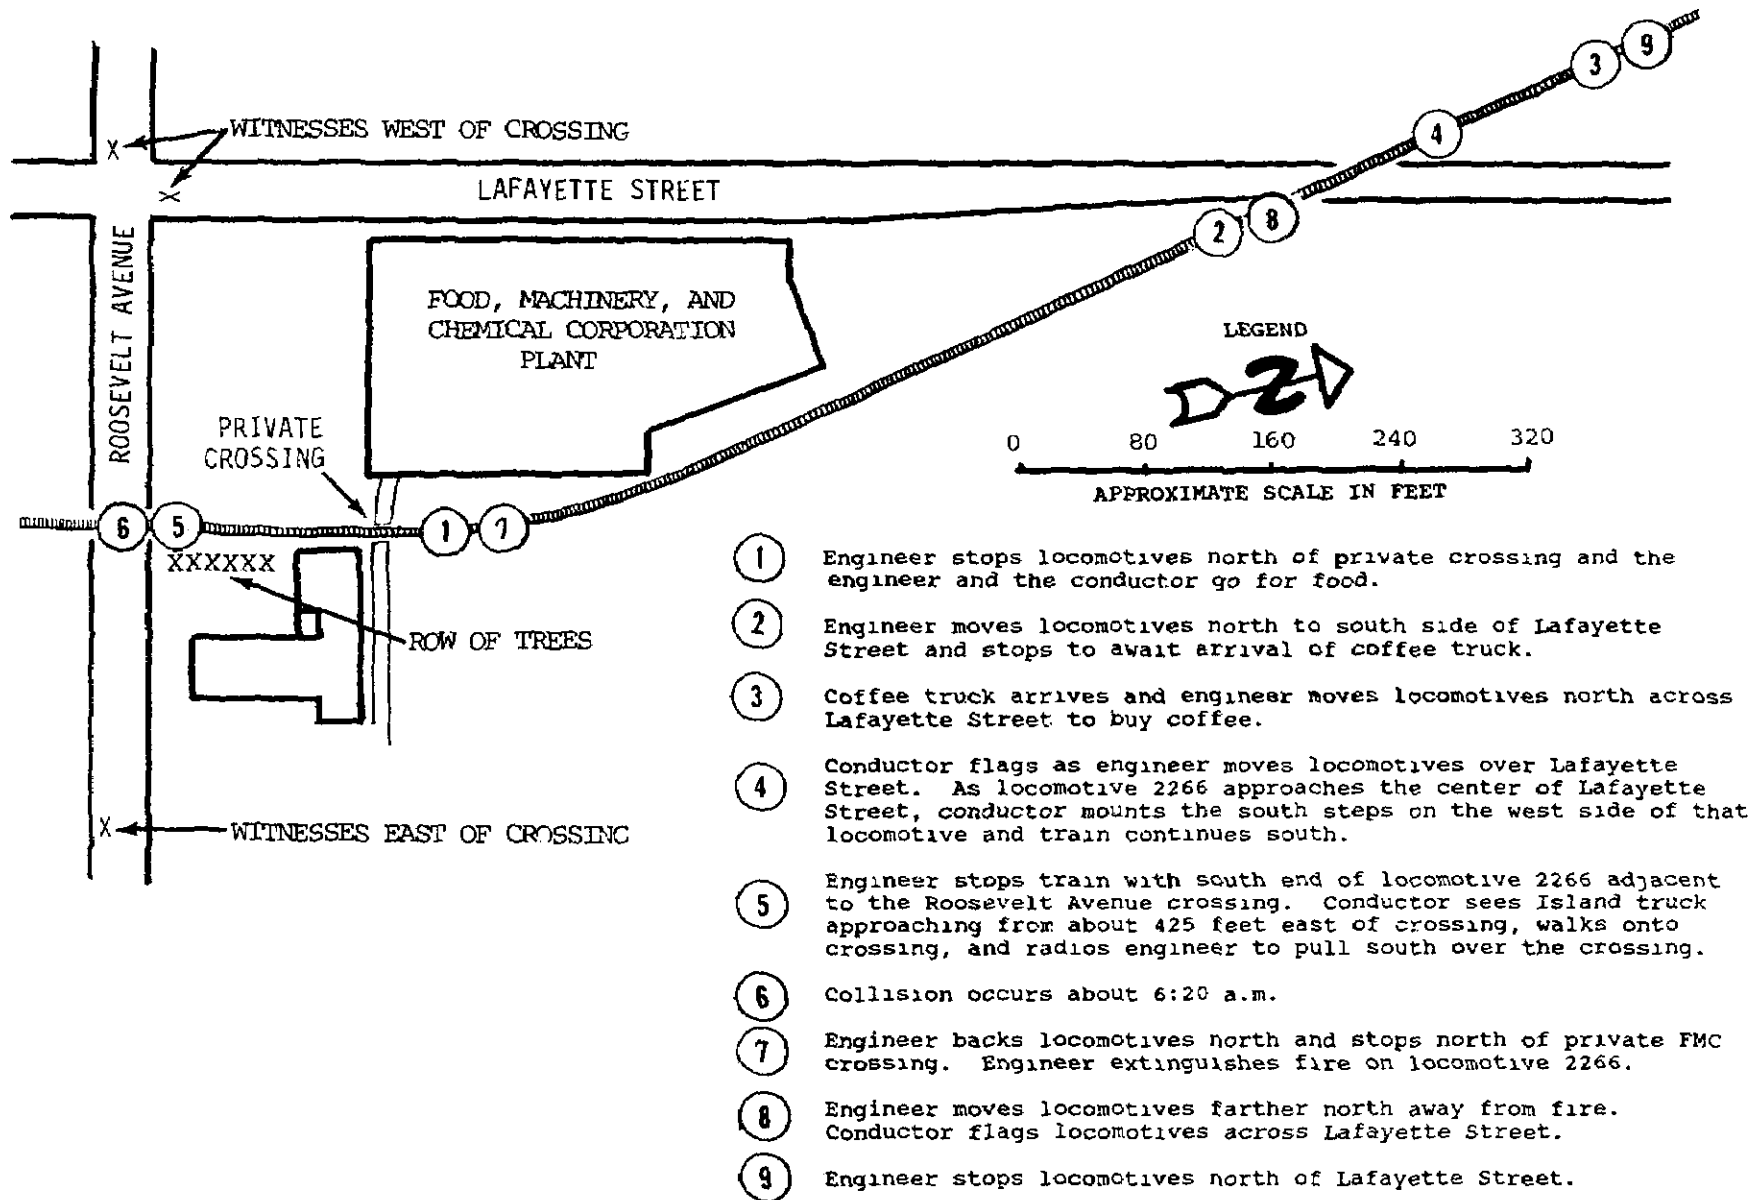 WITNESSES WEST OF CROSSING
X
X
LAFAYETTE STREET
ROOSEVELT AVENUE
FOOD, MACHINERY, AND
CHEMICAL CORPORATION
PLANT
PRIVATE
CROSSING
9
3
4
2
8
LEGEND
N
0 80 160 240 320
APPROXIMATE SCALE IN FEET
6
5
1
7
XXXXXX
ROW OF TREES
X
WITNESSES EAST OF CROSSING
1 Engineer stops locomotives north of private crossing and the
engineer and the conductor go for food.
2 Engineer moves locomotives north to south side of Lafayette
Street and stops to await arrival of coffee truck.
3 Coffee truck arrives and engineer moves locomotives north across
Lafayette Street to buy coffee.
4 Conductor flags as engineer moves locomotives over Lafayette
Street. As locomotive 2266 approaches the center of Lafayette
Street, conductor mounts the south steps on the west side of that
locomotive and train continues south.
5 Engineer stops train with south end of locomotive 2266 adjacent
to the Roosevelt Avenue crossing. Conductor sees Island truck
approaching from about 425 feet east of crossing, walks onto
crossing, and radios engineer to pull south over the crossing.
6 Collision occurs about 6:20 a.m.
7 Engineer backs locomotives north and stops north of private FMC
crossing. Engineer extinguishes fire on locomotive 2266.
8 Engineer moves locomotives farther north away from fire.
Conductor flags locomotives across Lafayette Street.
9 Engineer stops locomotives north of Lafayette Street.